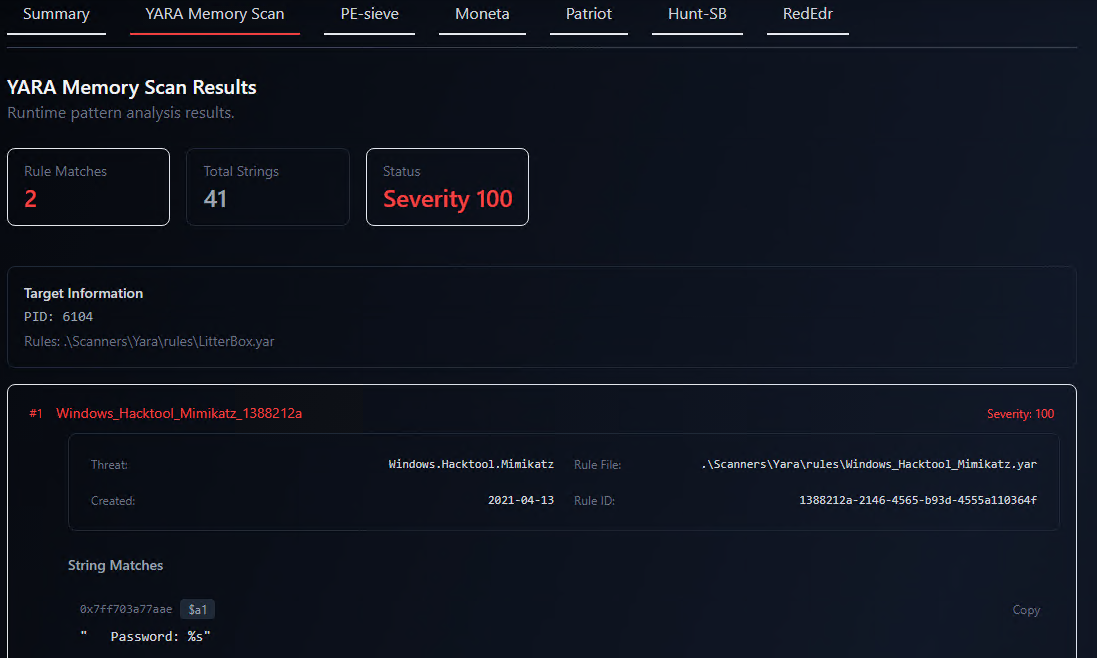 Summary YARA Memory Scan PE-sieve Moneta Patriot Hunt-SB RedEdr
YARA Memory Scan Results
Runtime pattern analysis results.
Rule Matches Total Strings Status
2 41 Severity 100
Target Information
PID: 6104
Rules: .\Scanners\Yara\rules\LitterBox.yar
#1 Windows_Hacktool_Mimikatz_1388212a Severity: 100
Threat: Windows.Hacktool.Mimikatz Rule File: .\Scanners\Yara\rules\Windows_Hacktool_Mimikatz.yar
Created: 2021-04-13 Rule ID: 1388212a-2146-4565-b93d-4555a110364f
String Matches
0x7ff703a77aae $a1 Copy
"   Password: %s"